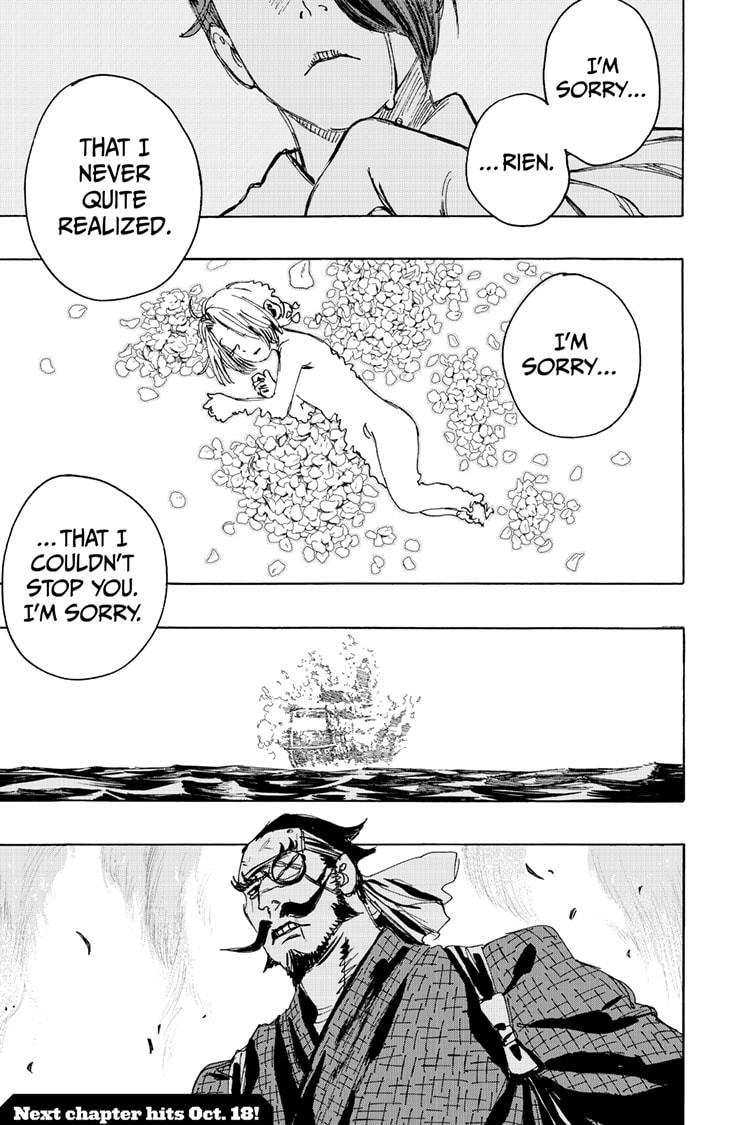 I'M
SORRY...
...RIEN.
THAT I
NEVER
QUITE
REALIZED.
I'M
SORRY...
...THAT I
COULDN'T
STOP YOU.
I'M SORRY.
Next chapter hits Oct. 18!